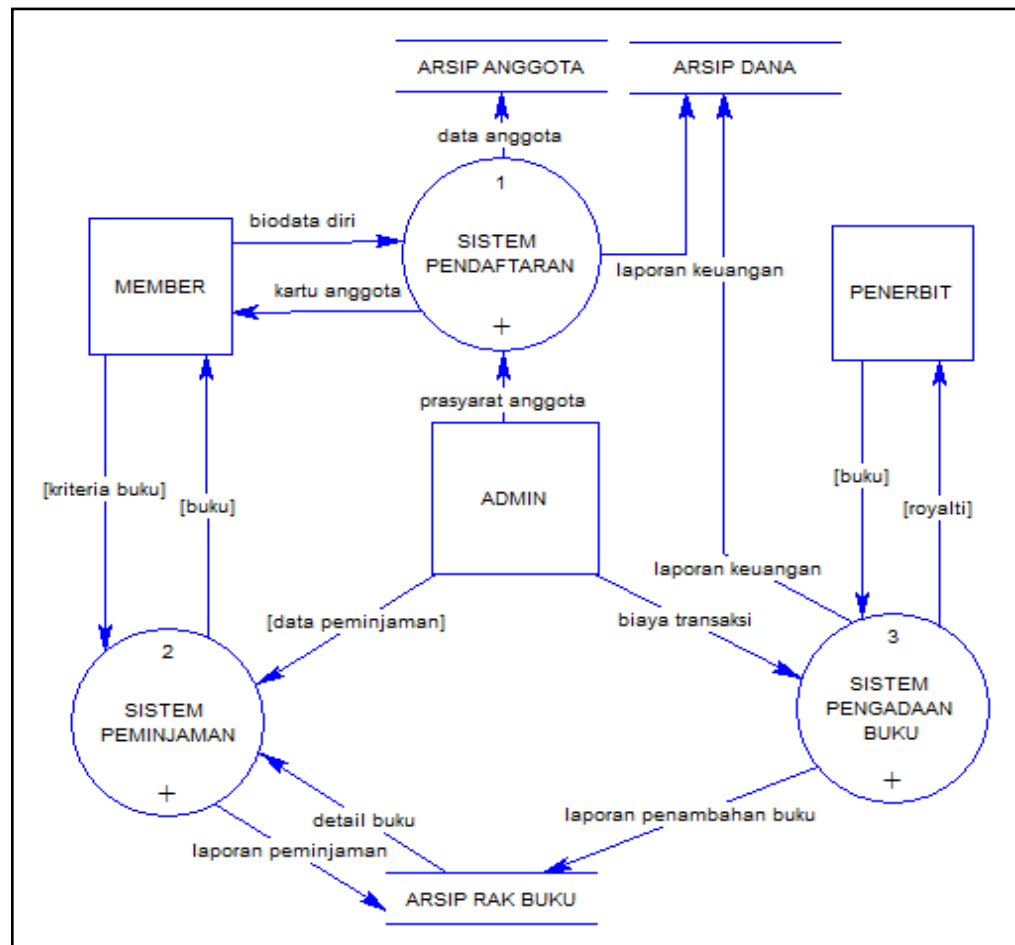 ARSIP ANGGOTA
ARSIP DANA
data anggota
1
SISTEM
PENDAFTARAN
+
biodata diri
MEMBER
kartu anggota
laporan keuangan
PENERBIT
prasyarat anggota
ADMIN
[kriteria buku]
[buku]
[buku]
[royalti]
laporan keuangan
[data peminjaman]
biaya transaksi
2
SISTEM
PEMINJAMAN
+
3
SISTEM
PENGADAAN
BUKU
+
detail buku
laporan peminjaman
laporan penambahan buku
ARSIP RAK BUKU